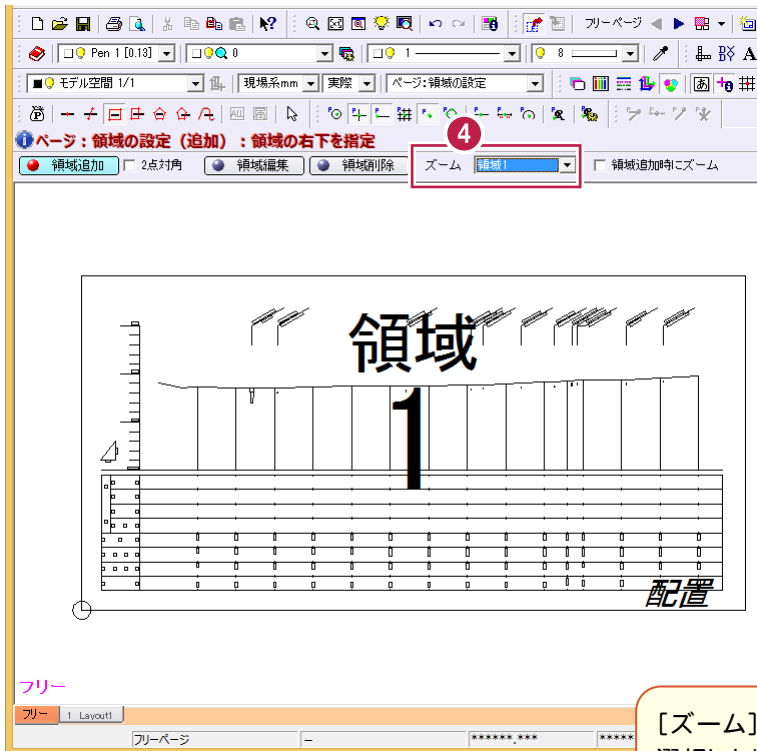 フリーページ
Pen 1 [0.13] 0 1 8
モデル空間 1/1 現場系mm 実際 ページ:領域の設定
ページ：領域の設定（追加）：領域の右下を指定
4
領域追加 2点対角 領域編集 領域削除 ズーム 領域1 領域追加時にズーム
領域
1
配置
フリー
フリー 1 Layout1
フリーページ - ******.*** *****
[ズーム]